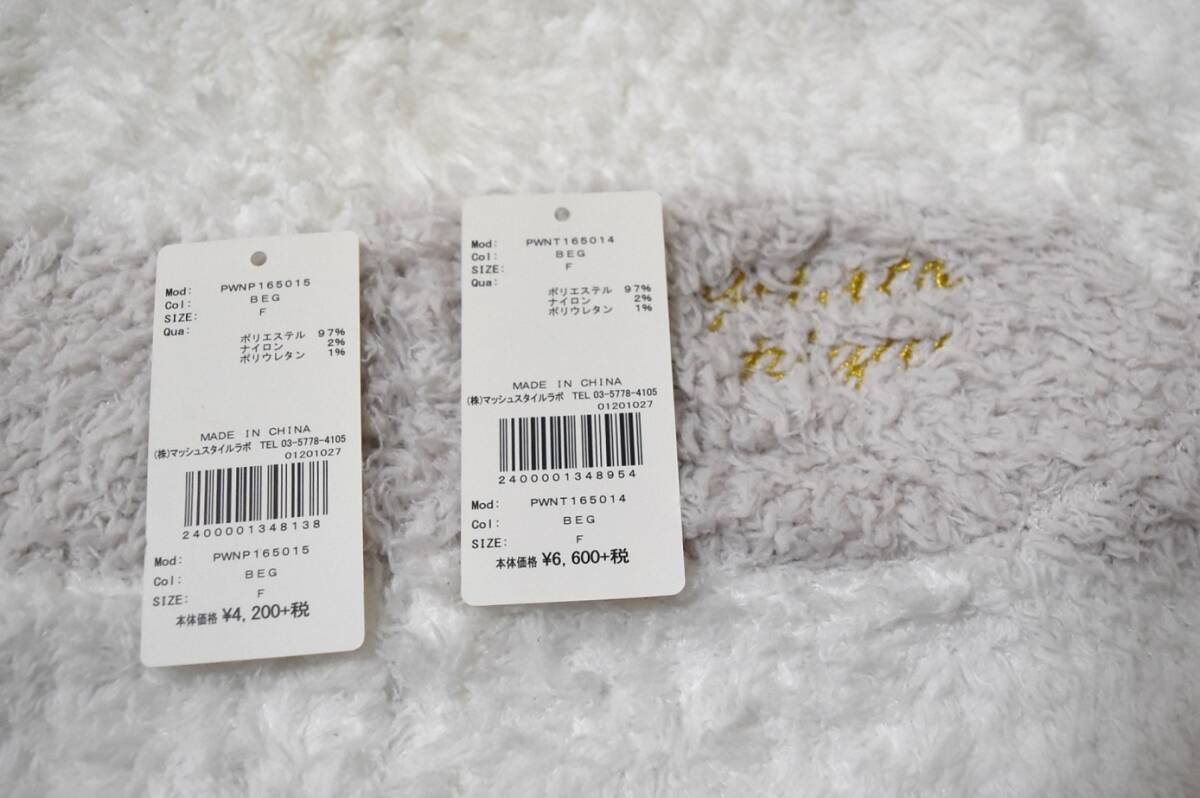 Mod: PWNP165015
Col: BEG
SIZE: F
Qua:
ポリエステル 97%
ナイロン 2%
ポリウレタン 1%
MADE IN CHINA
(株)マッシュスタイルラボ TEL 03-5778-4105
01201027
2400001348138
Mod: PWNP165015
Col: BEG
SIZE: F
本体価格 ¥4,200+税
Mod: PWNT165014
Col: BEG
SIZE: F
Qua:
ポリエステル 97%
ナイロン 2%
ポリウレタン 1%
MADE IN CHINA
(株)マッシュスタイルラボ TEL 03-5778-4105
01201027
2400001348954
Mod: PWNT165014
Col: BEG
SIZE: F
本体価格 ¥6,600+税